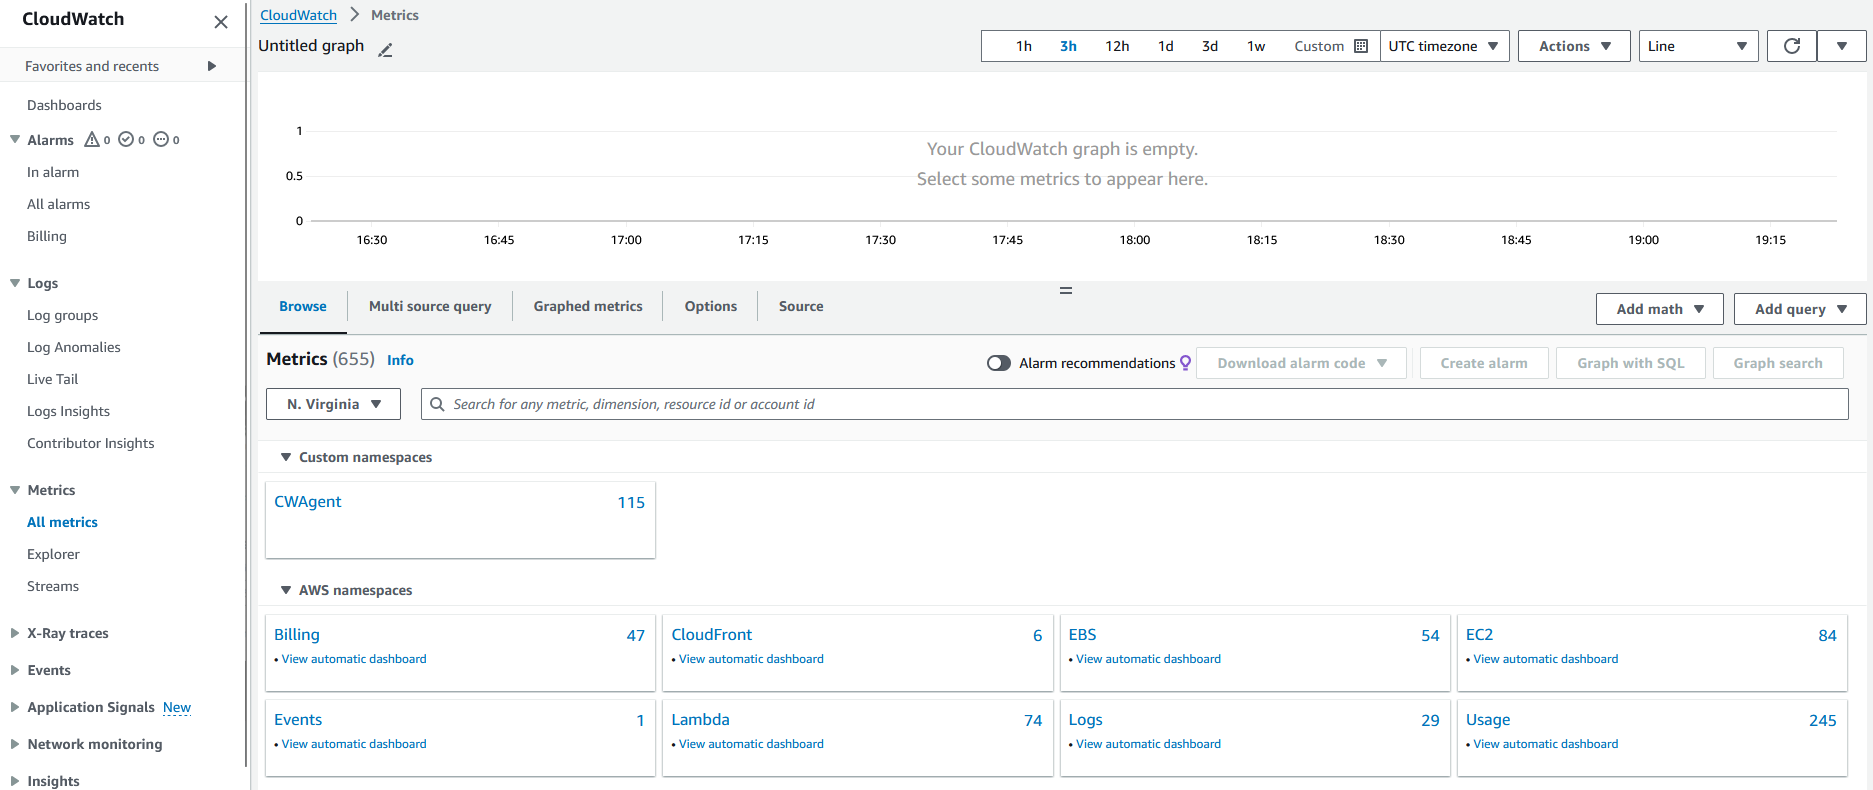 CloudWatch
Favorites and recents
Dashboards
Alarms 0 0 0
In alarm
All alarms
Billing
Logs
Log groups
Log Anomalies
Live Tail
Logs Insights
Contributor Insights
Metrics
All metrics
Explorer
Streams
X-Ray traces
Events
Application Signals New
Network monitoring
Insights
CloudWatch > Metrics
Untitled graph
1h 3h 12h 1d 3d 1w Custom UTC timezone Actions Line
1
0.5
0
Your CloudWatch graph is empty.
Select some metrics to appear here.
16:30 16:45 17:00 17:15 17:30 17:45 18:00 18:15 18:30 18:45 19:00 19:15
Browse Multi source query Graphed metrics Options Source Add math Add query
Metrics (655) Info Alarm recommendations Download alarm code Create alarm Graph with SQL Graph search
N. Virginia Search for any metric, dimension, resource id or account id
Custom namespaces
CWAgent 115
AWS namespaces
Billing 47 CloudFront 6 EBS 54 EC2 84
• View automatic dashboard • View automatic dashboard • View automatic dashboard • View automatic dashboard
Events 1 Lambda 74 Logs 29 Usage 245
• View automatic dashboard • View automatic dashboard • View automatic dashboard • View automatic dashboard